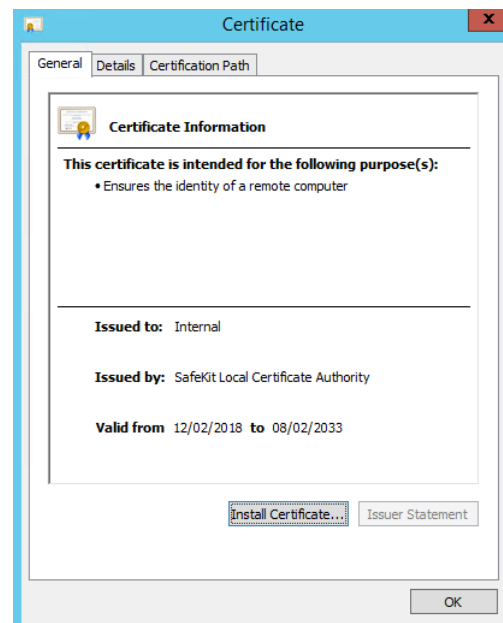 Certificate
x
General Details Certification Path
Certificate Information
This certificate is intended for the following purpose(s):
• Ensures the identity of a remote computer
Issued to: Internal
Issued by: SafeKit Local Certificate Authority
Valid from 12/02/2018 to 08/02/2033
Install Certificate... Issuer Statement
OK